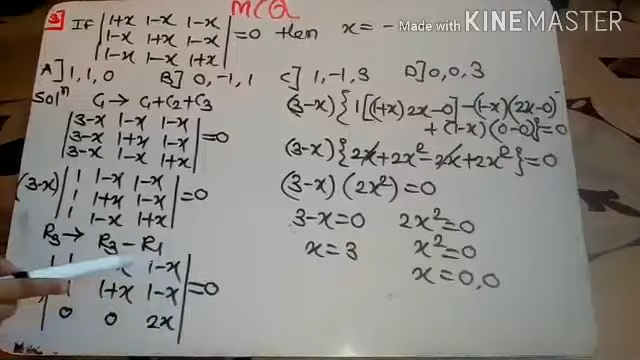 MCQ
Made With KINEMASTER
3] If |1+x 1-x 1-x| =0 then x= -
|1-x 1+x 1-x|
|1-x 1-x 1+x|
A] 1,1,0 B] 0,-1,1 C] 1,-1,3 D] 0,0,3
Solⁿ C₁ → C₁+C₂+C₃
|3-x 1-x 1-x|
|3-x 1+x 1-x| =0
|3-x 1-x 1+x|
(3-x) |1 1-x 1-x|
|1 1+x 1-x| =0
|1 1-x 1+x|
R₃ → R₃-R₁
|1 x 1-x|
1+x 1-x| =0
|0 0 2x|
(3-x) {1[(1+x)2x-0] -(1-x)(2x-0)
+(1-x)(0-0)}=0
(3-x) {2x+2x²-2x+2x²}=0
(3-x) (2x²)=0
3-x=0 2x²=0
x=3 x²=0
x=0,0